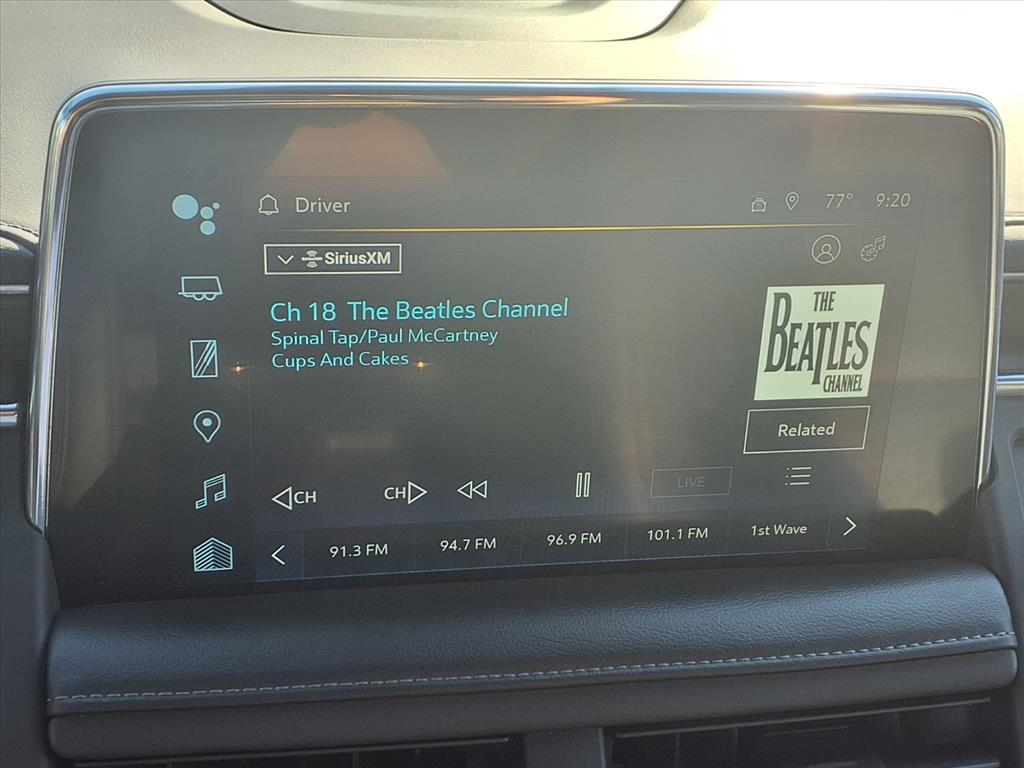 Driver
77° 9:20
SiriusXM
Ch 18 The Beatles Channel
Spinal Tap/Paul McCartney
Cups And Cakes
THE
BEATLES
CHANNEL
Related
CH
CH
LIVE
91.3 FM
94.7 FM
96.9 FM
101.1 FM
1st Wave